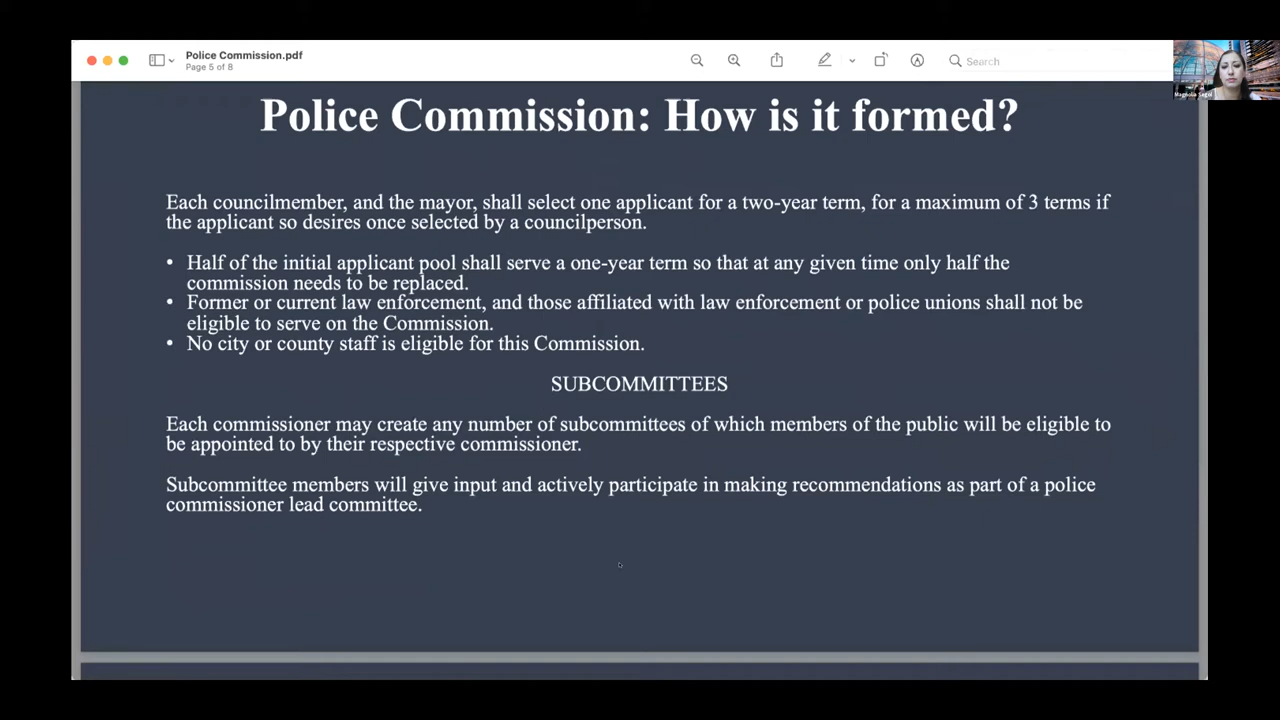 Police Commission.pdf
Page 5 of 8
Search
Magnolia Segol
Police Commission: How is it formed?
Each councilmember, and the mayor, shall select one applicant for a two-year term, for a maximum of 3 terms if
the applicant so desires once selected by a councilperson.
• Half of the initial applicant pool shall serve a one-year term so that at any given time only half the
commission needs to be replaced.
• Former or current law enforcement, and those affiliated with law enforcement or police unions shall not be
eligible to serve on the Commission.
• No city or county staff is eligible for this Commission.
SUBCOMMITTEES
Each commissioner may create any number of subcommittees of which members of the public will be eligible to
be appointed to by their respective commissioner.
Subcommittee members will give input and actively participate in making recommendations as part of a police
commissioner lead committee.